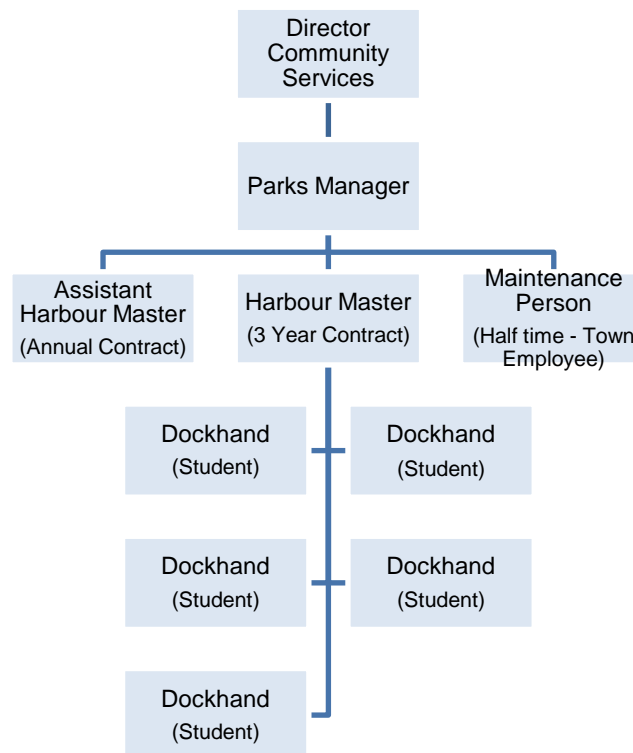 Director
Community
Services
Parks Manager
Assistant
Harbour Master
(Annual Contract)
Harbour Master
(3 Year Contract)
Maintenance
Person
(Half time - Town
Employee)
Dockhand
(Student)
Dockhand
(Student)
Dockhand
(Student)
Dockhand
(Student)
Dockhand
(Student)